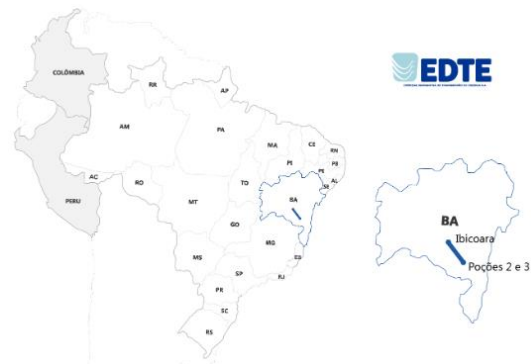 COLÔMBIA
RR
AP
EDTE
AM
PA
MA
CE
RN
PB
PI
PE
AL
SE
AC
RO
TO
BA
PERU
MT
GO
MG
ES
MS
SP
RJ
PR
SC
RS
BA
Ibicoara
Poções 2 e 3